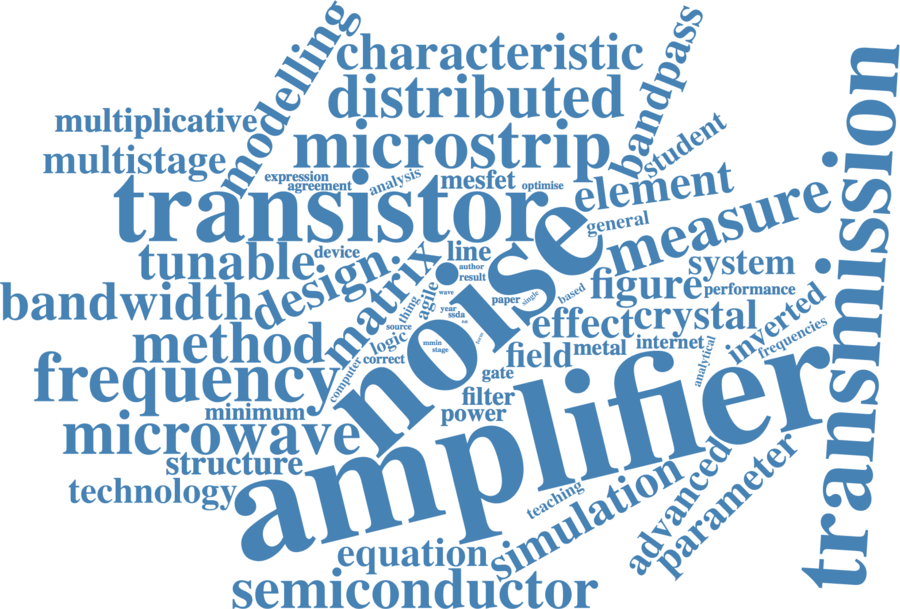 modelling
characteristic
bandpass
distributed
multiplicative
microstrip
student
transmission
multistage
expression
agreement
analysis
mesfet
optimise
element
transistor
general
measure
noise
tunable
device
line
matrix
design
author
result
system
figure
performance
bandwidth
thing
agile
wave
year
ssda
paper
single
based
effect
crystal
inverted
frequencies
method
source
logic
correct
computer
mmin
stage
field
metal
internet
analytical
frequency
gate
filter
power
minimum
microwave
amplifier
structure
technology
teaching
simulation
advanced
parameter
equation
semiconductor